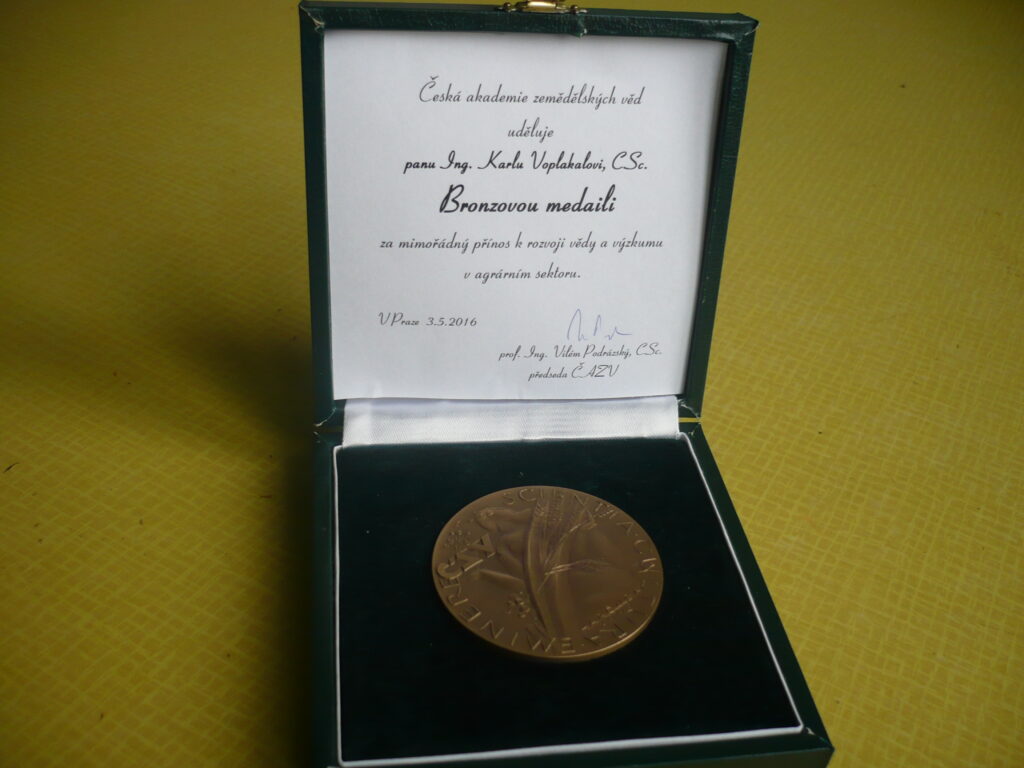 Česká akademie zemědělských věd
uděluje
panu Ing. Karlu Voplakalovi, CSc.
Bronzovou medaili
za mimořádný přínos k rozvoji vědy a výzkumu
v agrárním sektoru.
V Praze 3.5.2016
prof. Ing. Vilém Podrázský, CSc.
předseda ČAZV